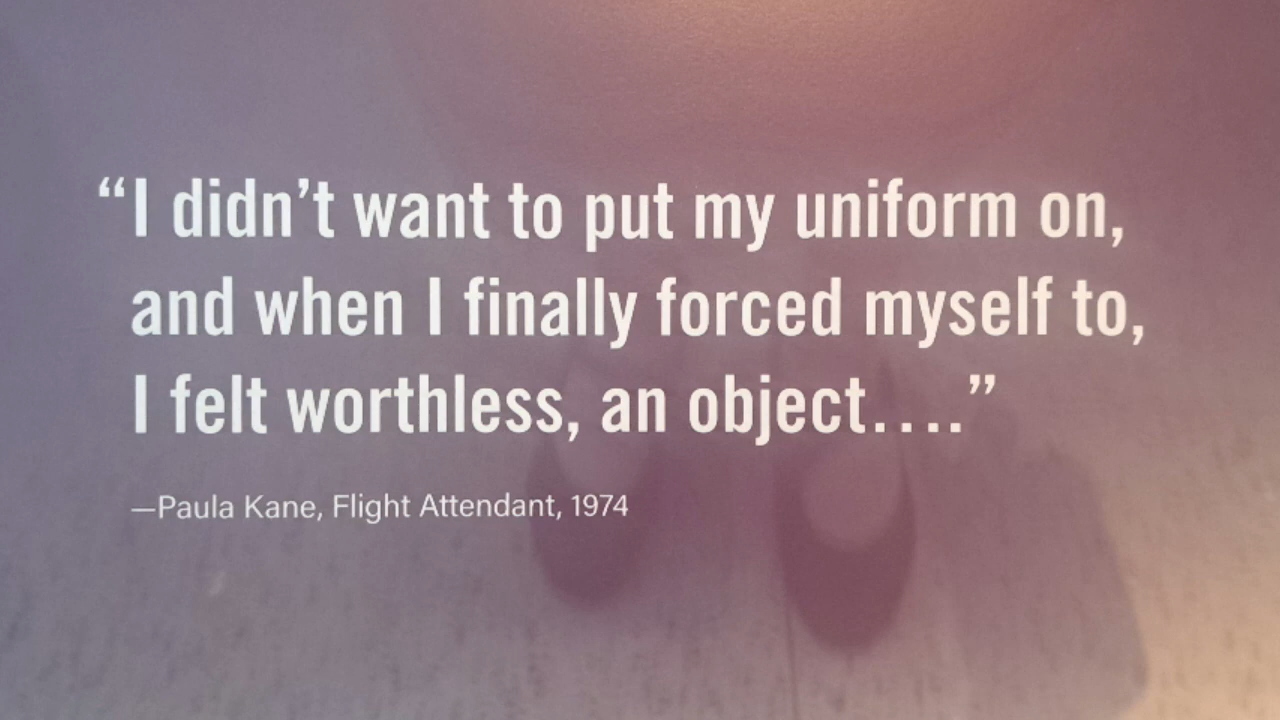 “I didn’t want to put my uniform on,
and when I finally forced myself to,
I felt worthless, an object….”
—Paula Kane, Flight Attendant, 1974